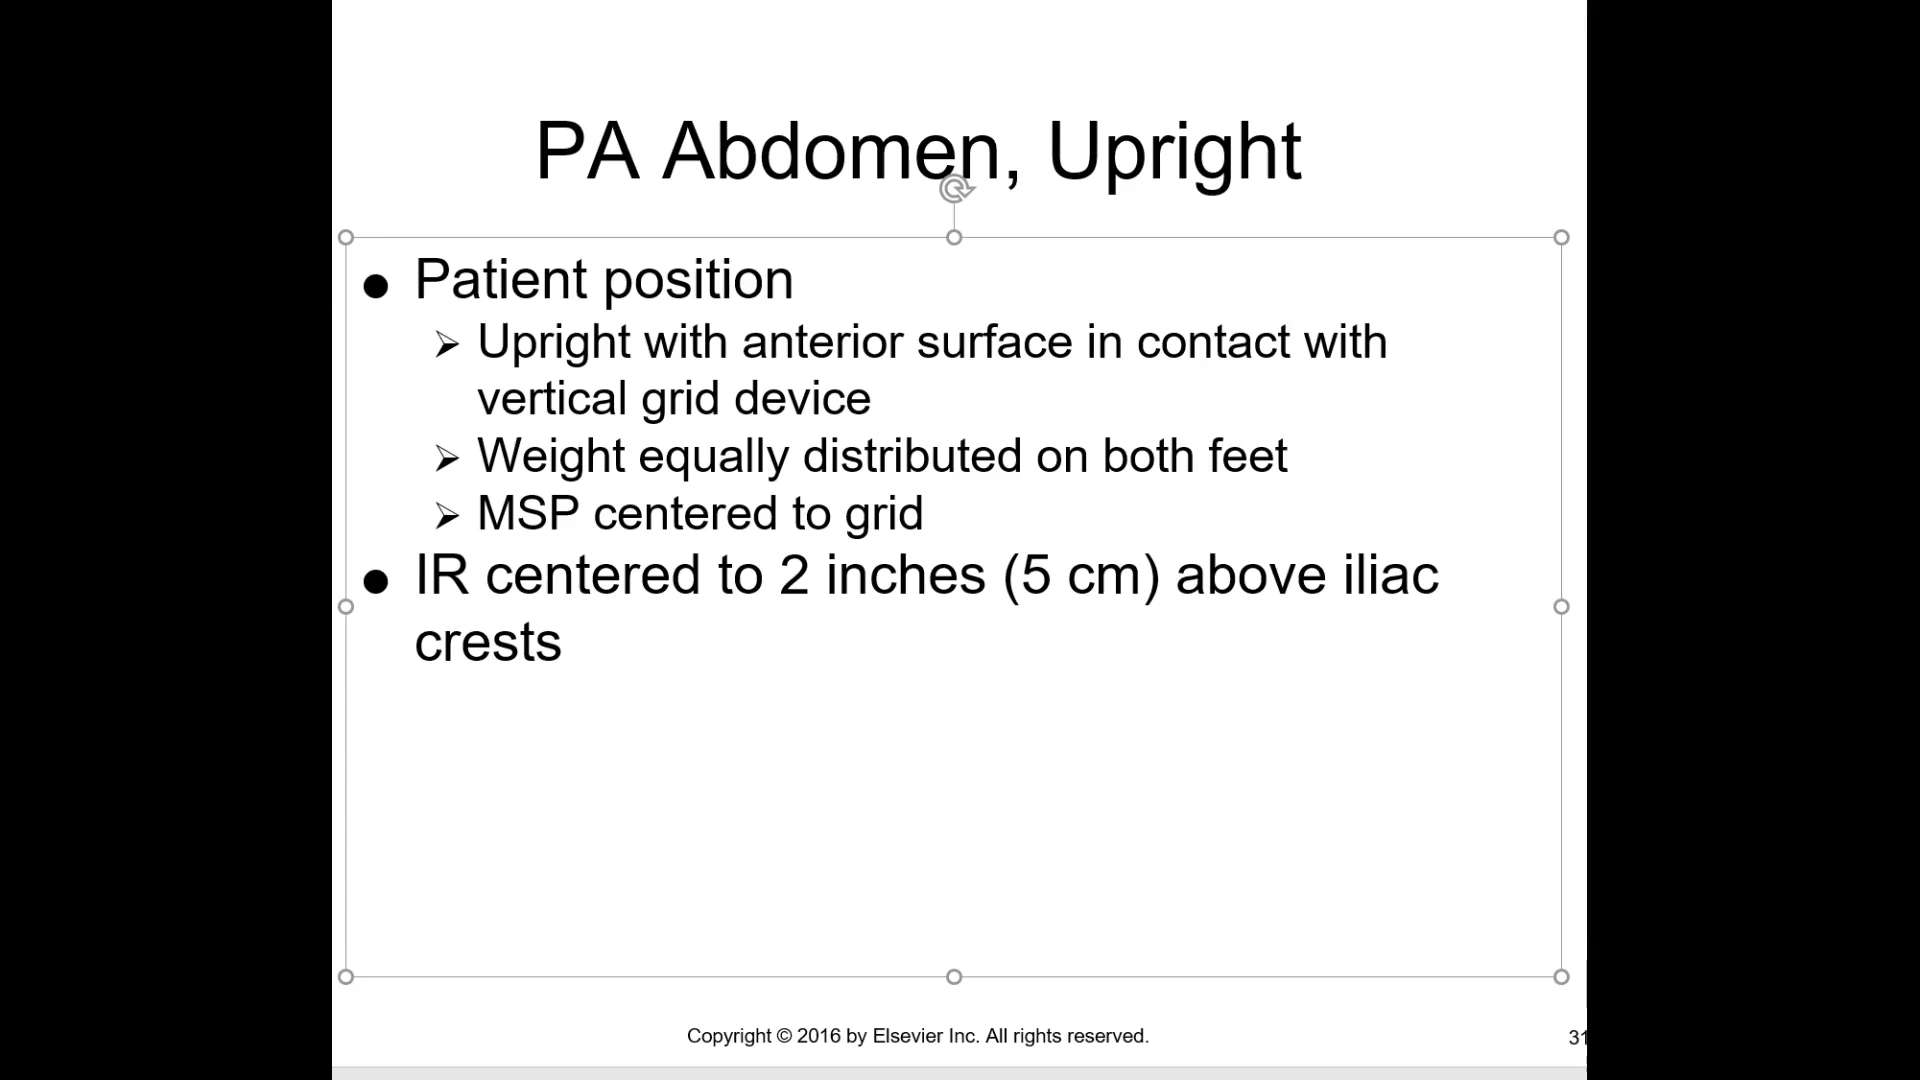 PA Abdomen, Upright
● Patient position
➢ Upright with anterior surface in contact with
vertical grid device
➢ Weight equally distributed on both feet
➢ MSP centered to grid
● IR centered to 2 inches (5 cm) above iliac
crests
Copyright © 2016 by Elsevier Inc. All rights reserved.
31